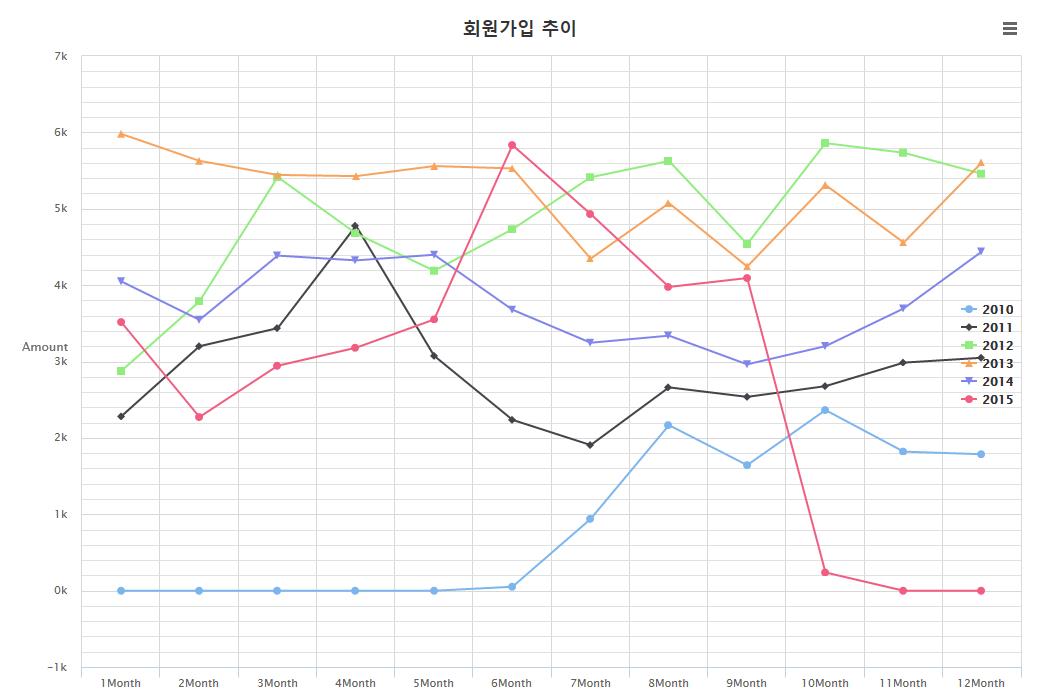 회원가입 추이
7k
6k
5k
4k
Amount
3k
2k
1k
0k
-1k
1Month 2Month 3Month 4Month 5Month 6Month 7Month 8Month 9Month 10Month 11Month 12Month
2010
2011
2012
2013
2014
2015